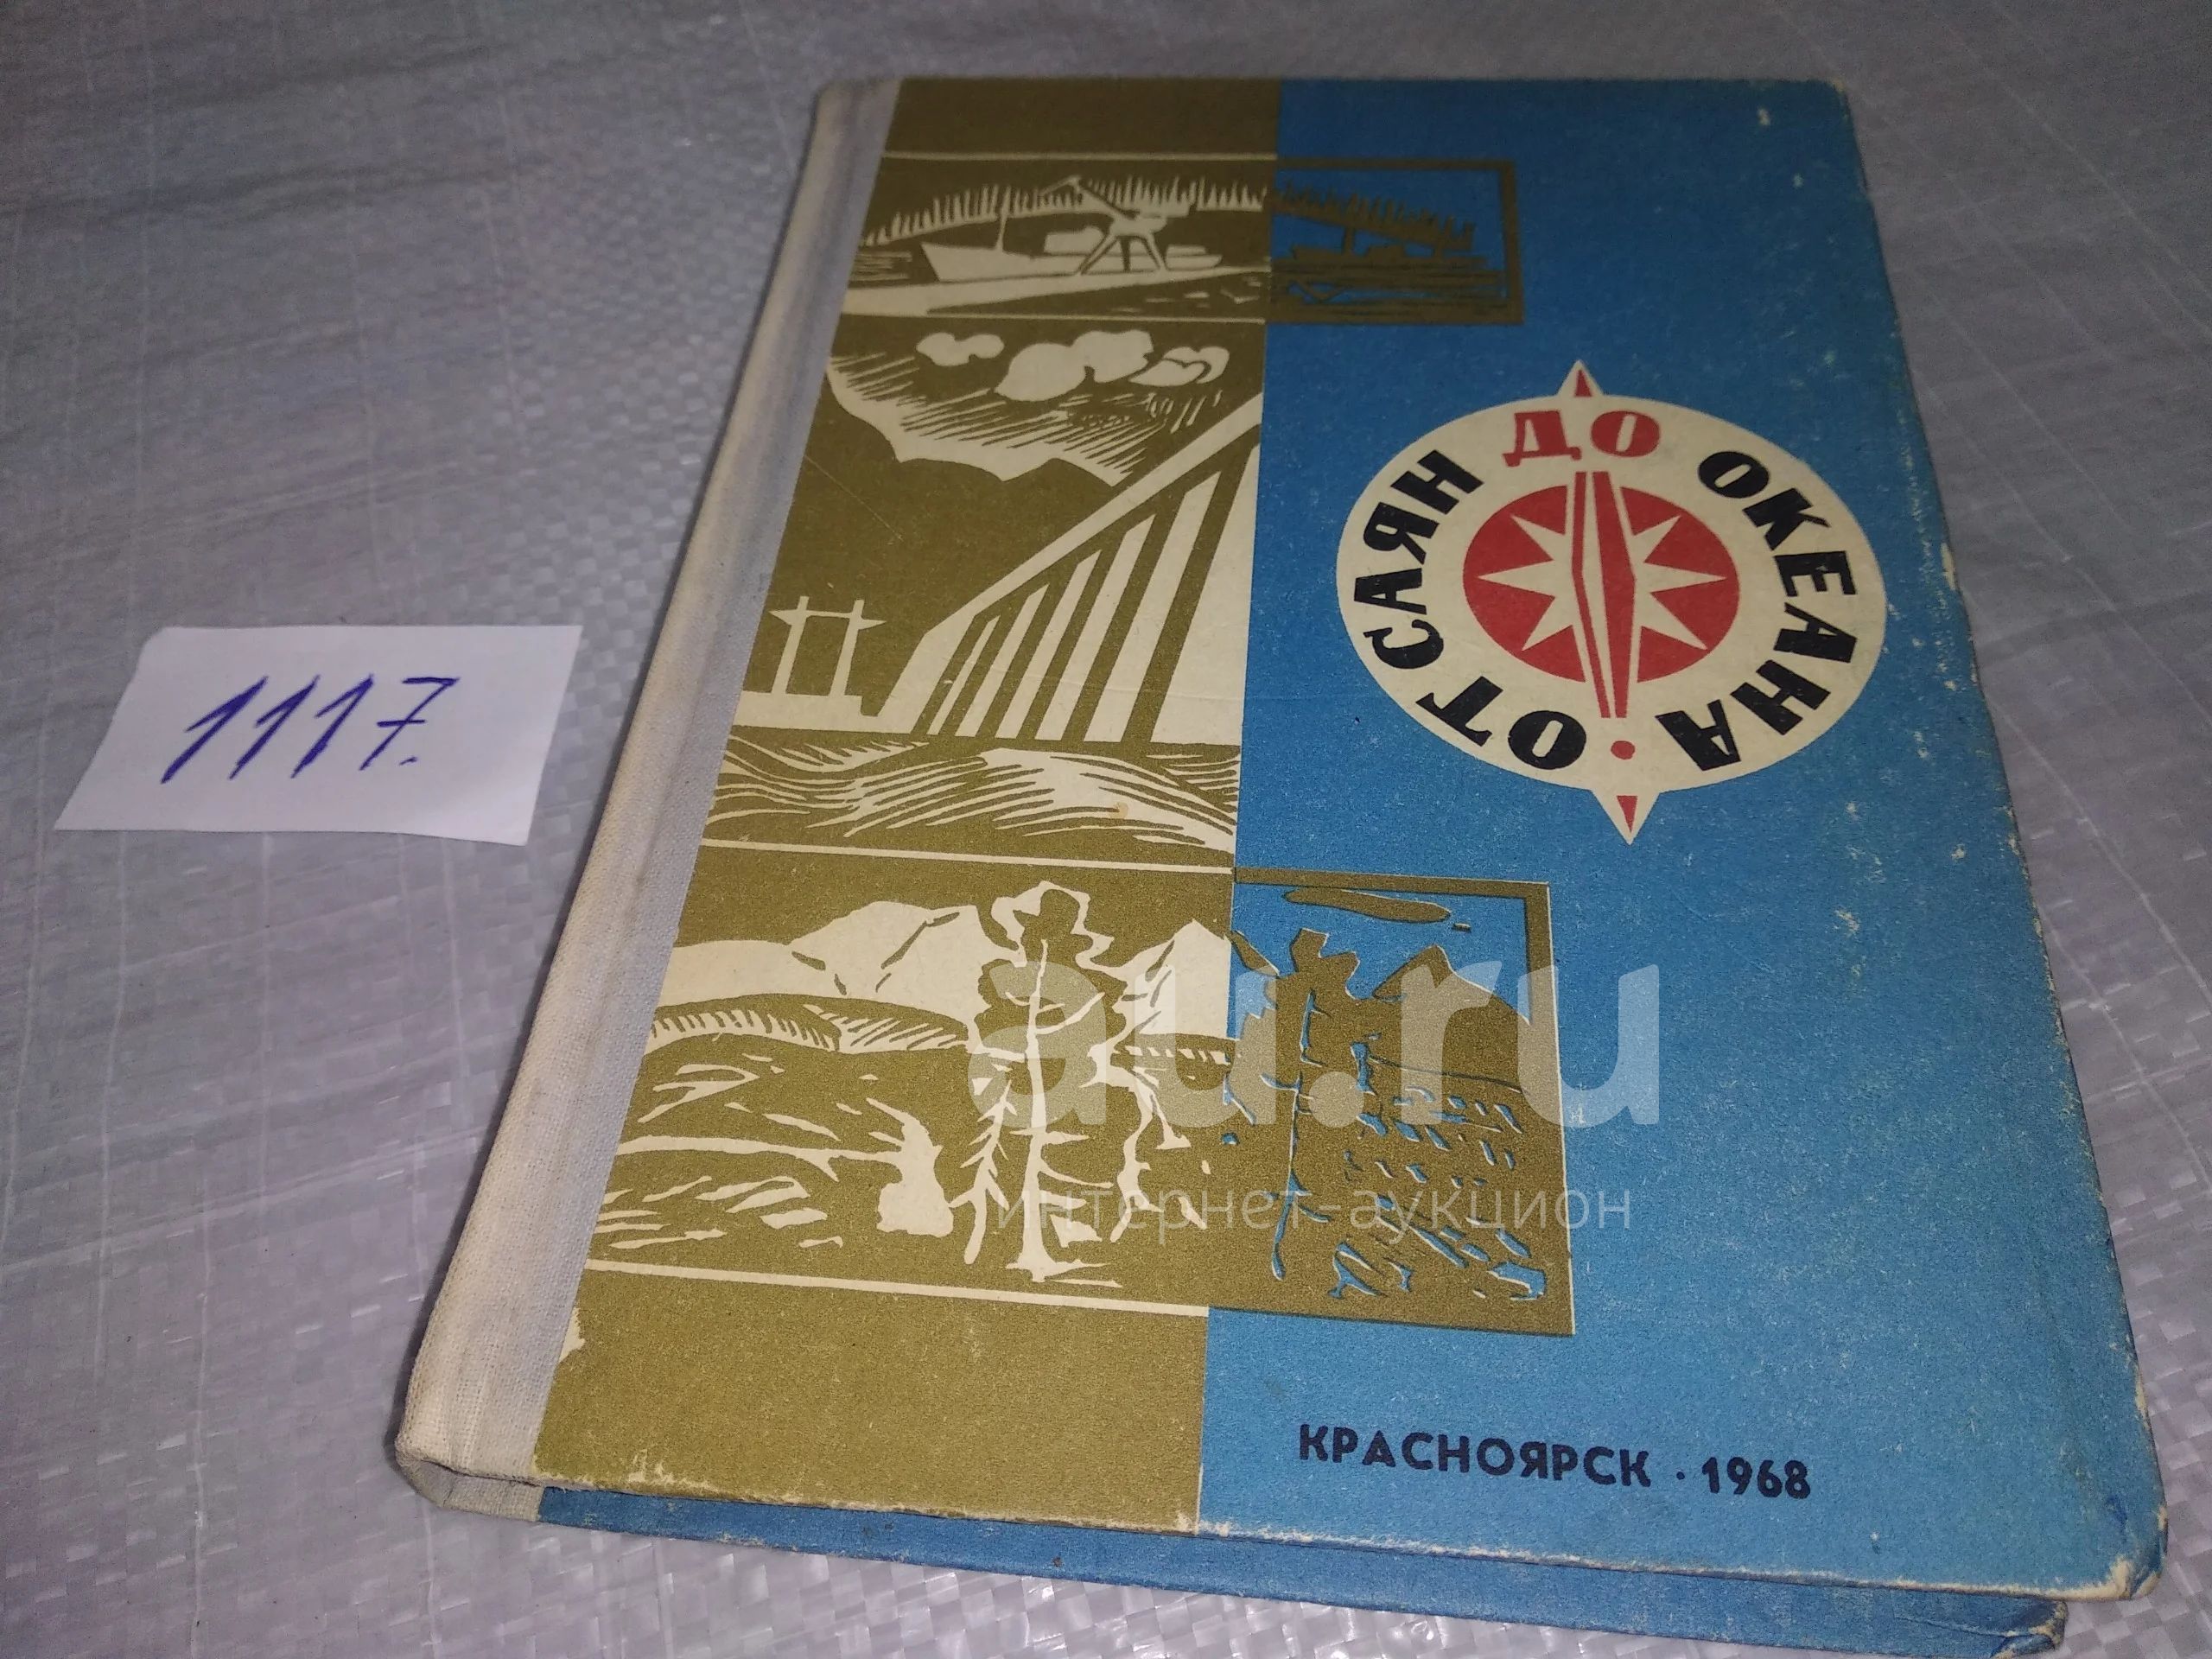 1117.
ОТ САЯН ДО ОКЕАНА
au.ru
интернет-аукцион
КРАСНОЯРСК · 1968